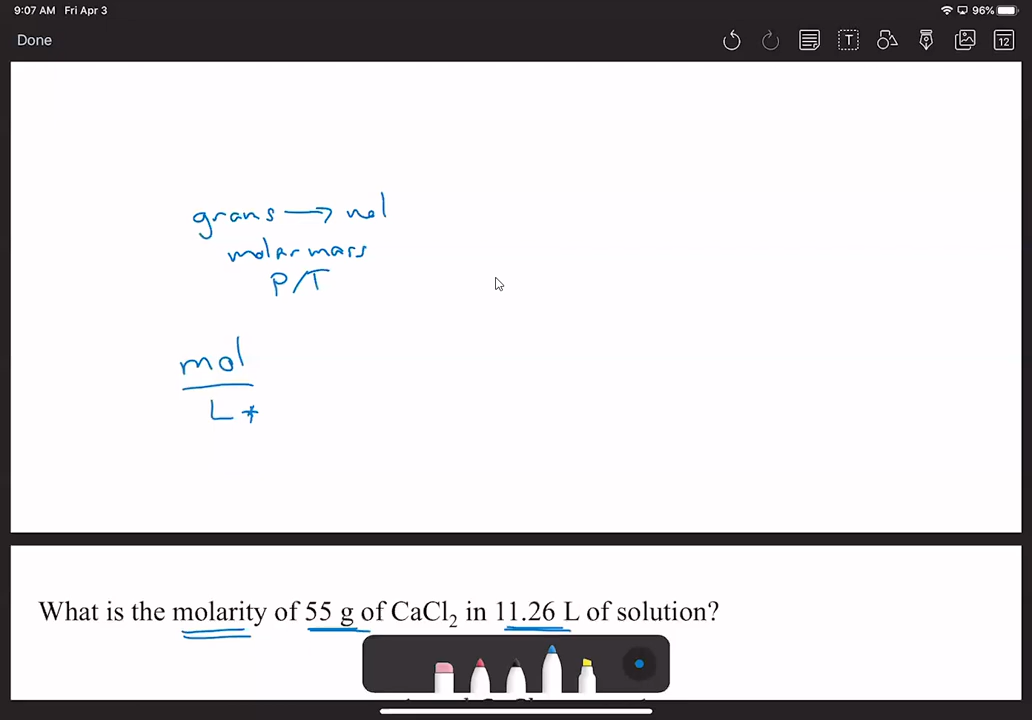 9:07 AM Fri Apr 3
96%
Done
T
12
grams → mol
molar mass
P/T
mol
L *
What is the molarity of 55 g of CaCl₂ in 11.26 L of solution?